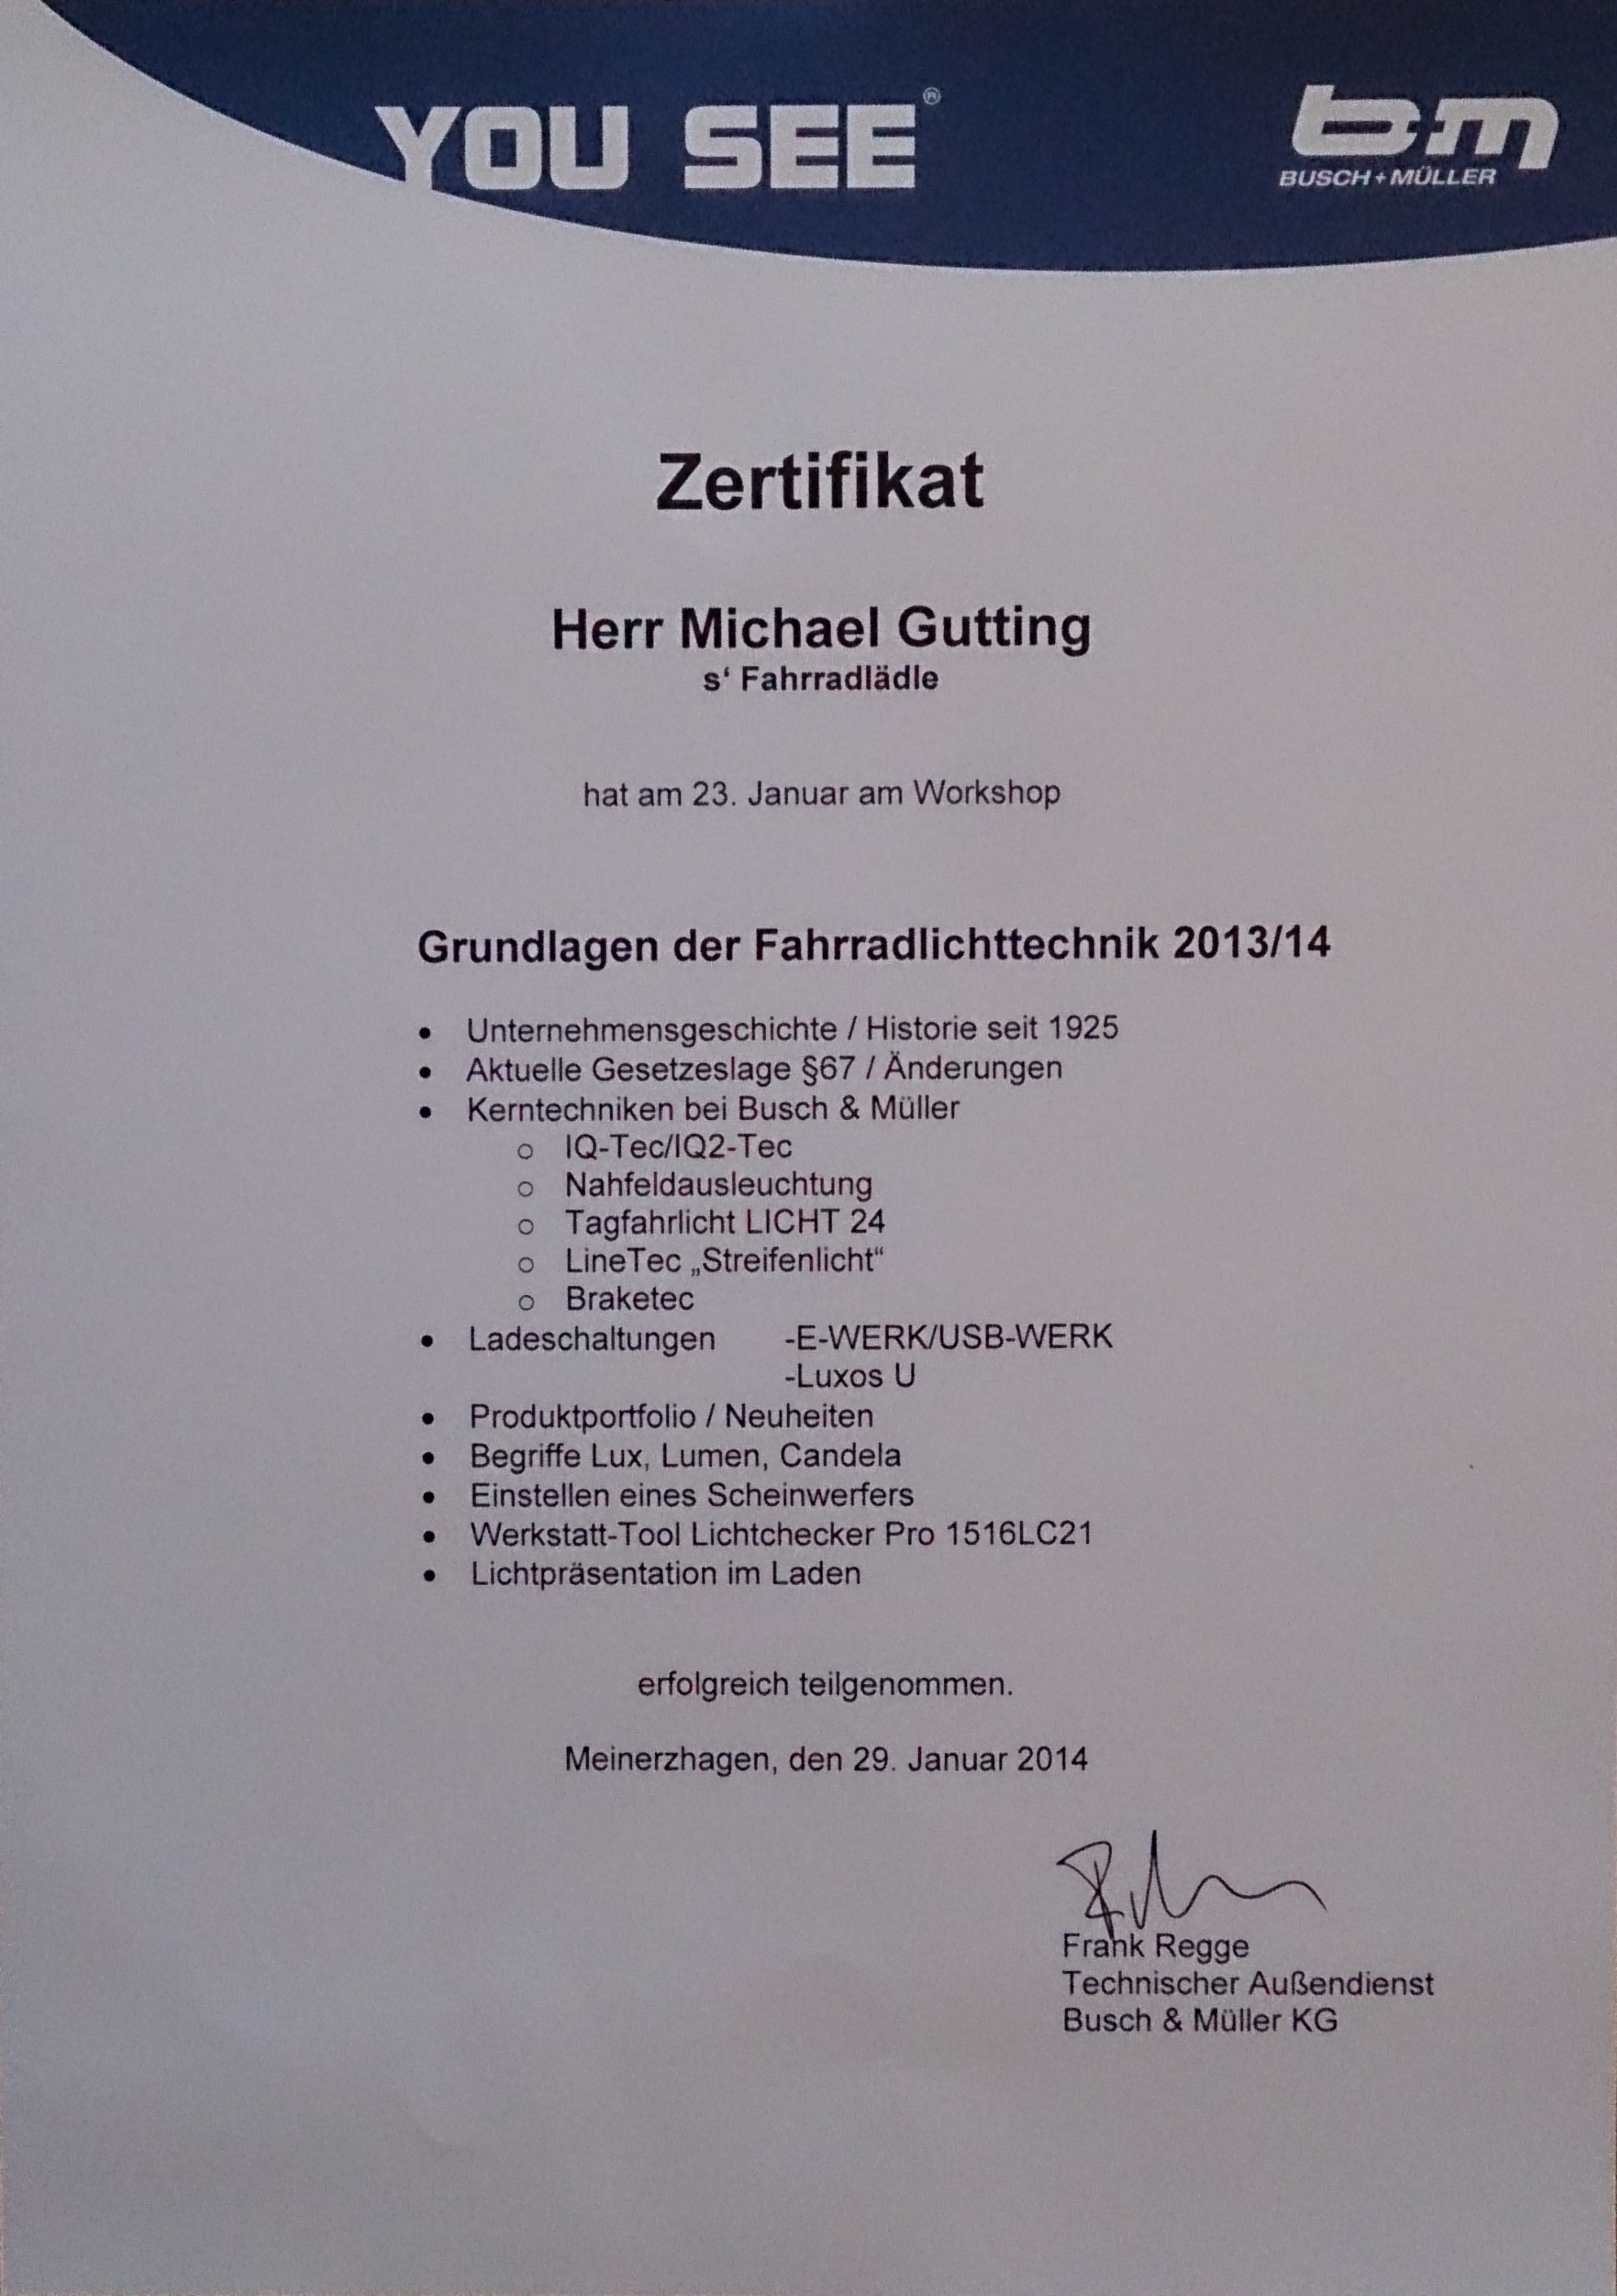 YOU SEE®
b+m
BUSCH+MÜLLER
Zertifikat
Herr Michael Gutting
s‘ Fahrradlädle
hat am 23. Januar am Workshop
Grundlagen der Fahrradlichttechnik 2013/14
• Unternehmensgeschichte / Historie seit 1925
• Aktuelle Gesetzeslage §67 / Änderungen
• Kerntechniken bei Busch & Müller
o IQ-Tec/IQ2-Tec
o Nahfeldausleuchtung
o Tagfahrlicht LICHT 24
o LineTec „Streifenlicht“
o Braketec
• Ladeschaltungen -E-WERK/USB-WERK
-Luxos U
• Produktportfolio / Neuheiten
• Begriffe Lux, Lumen, Candela
• Einstellen eines Scheinwerfers
• Werkstatt-Tool Lichtchecker Pro 1516LC21
• Lichtpräsentation im Laden
erfolgreich teilgenommen.
Meinerzhagen, den 29. Januar 2014
Frank Regge
Technischer Außendienst
Busch & Müller KG